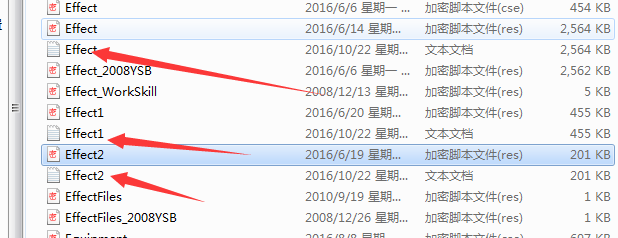 Effect 2016/6/6 星期一 ... 加密脚本文件(cse) 454 KB
Effect 2016/6/14 星期... 加密脚本文件(res) 2,564 KB
Effect 2016/10/22 星期... 文本文档 2,564 KB
Effect_2008YSB 2016/6/6 星期一 ... 加密脚本文件(res) 2,562 KB
Effect_WorkSkill 2008/12/13 星期... 加密脚本文件(res) 5 KB
Effect1 2016/6/20 星期... 加密脚本文件(res) 455 KB
Effect1 2016/10/22 星期... 文本文档 455 KB
Effect2 2016/6/19 星期... 加密脚本文件(res) 201 KB
Effect2 2016/10/22 星期... 文本文档 201 KB
EffectFiles 2010/9/19 星期... 加密脚本文件(res) 1 KB
EffectFiles_2008YSB 2008/12/26 星期... 加密脚本文件(res) 1 KB